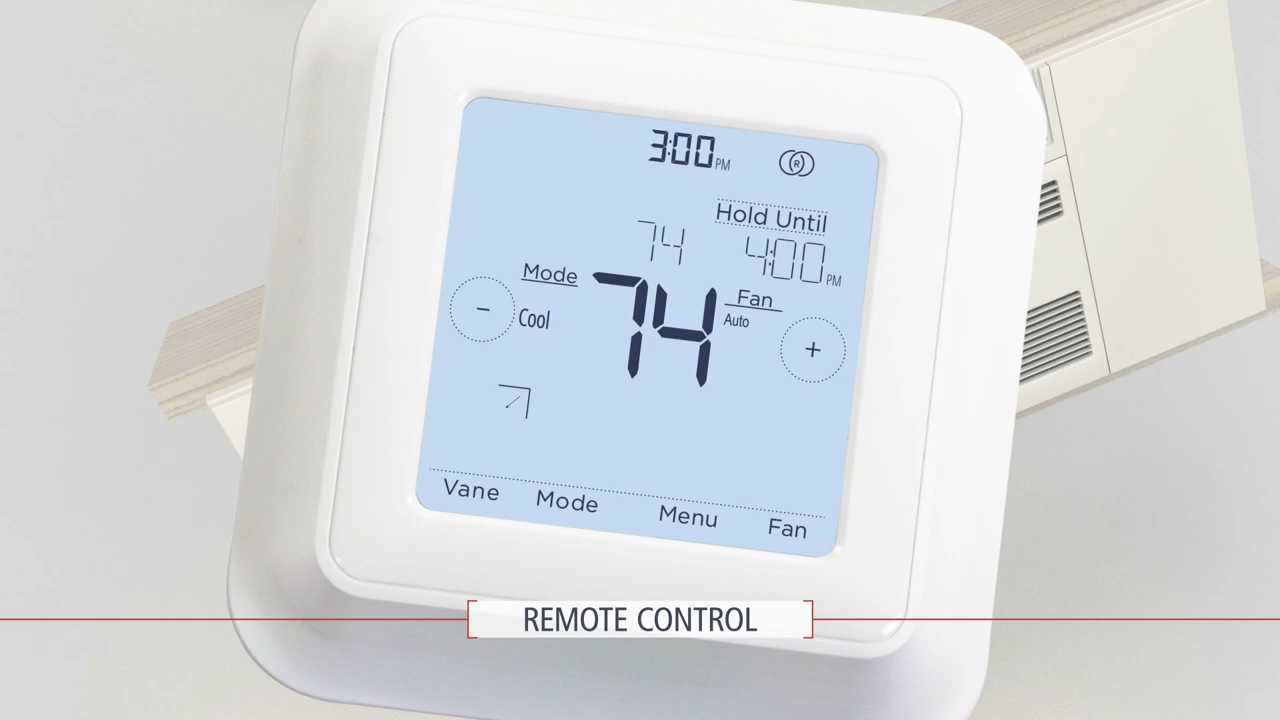 3:00 PM
R
Hold Until
74
4:00 PM
Mode
74
Fan
− Cool
Auto
+
Vane Mode Menu Fan
REMOTE CONTROL